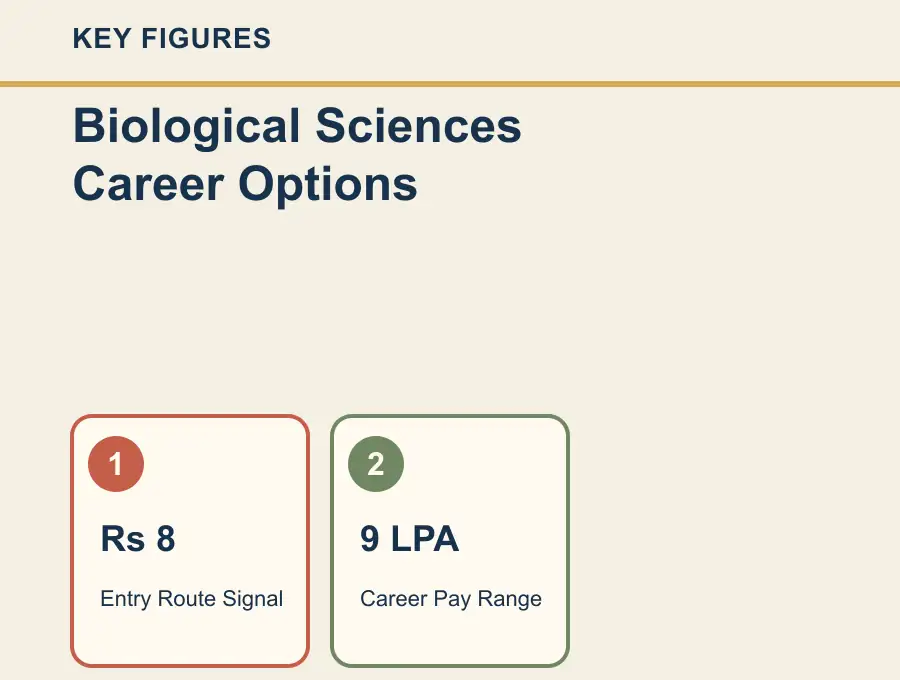 KEY FIGURES
Biological Sciences
Career Options
1
Rs 8
Entry Route Signal
2
9 LPA
Career Pay Range